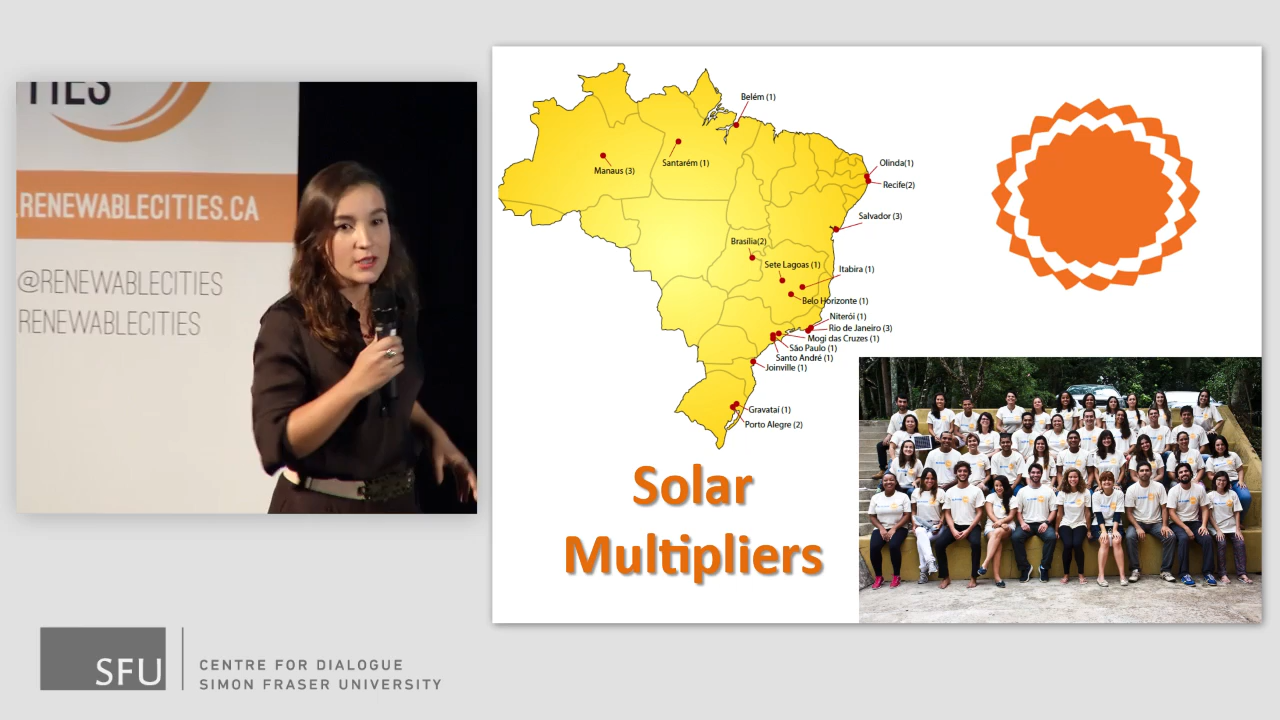 TIES
.RENEWABLECITIES.CA
@RENEWABLECITIES
RENEWABLECITIES
Belém (1)
Santarém (1)
Manaus (3)
Olinda(1)
Recife(2)
Salvador (3)
Brasília(2)
Sete Lagoas (1)
Itabira (1)
Belo Horizonte (1)
Niterói (1)
Rio de Janeiro (3)
Mogi das Cruzes (1)
São Paulo (1)
Santo André (1)
Joinville (1)
Gravataí (1)
Porto Alegre (2)
Solar
Multipliers
SFU
CENTRE FOR DIALOGUE
SIMON FRASER UNIVERSITY